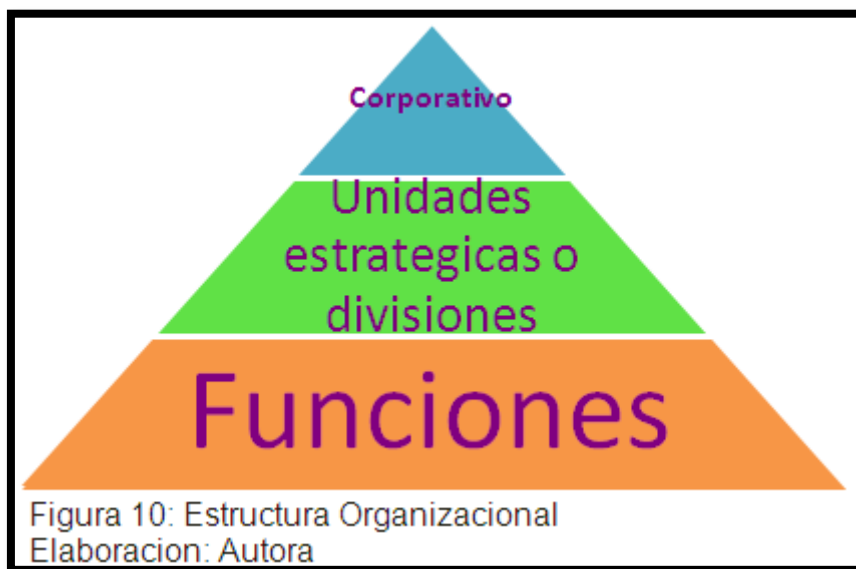 Corporativo
Unidades
estrategicas o
divisiones
Funciones
Figura 10: Estructura Organizacional
Elaboracion: Autora